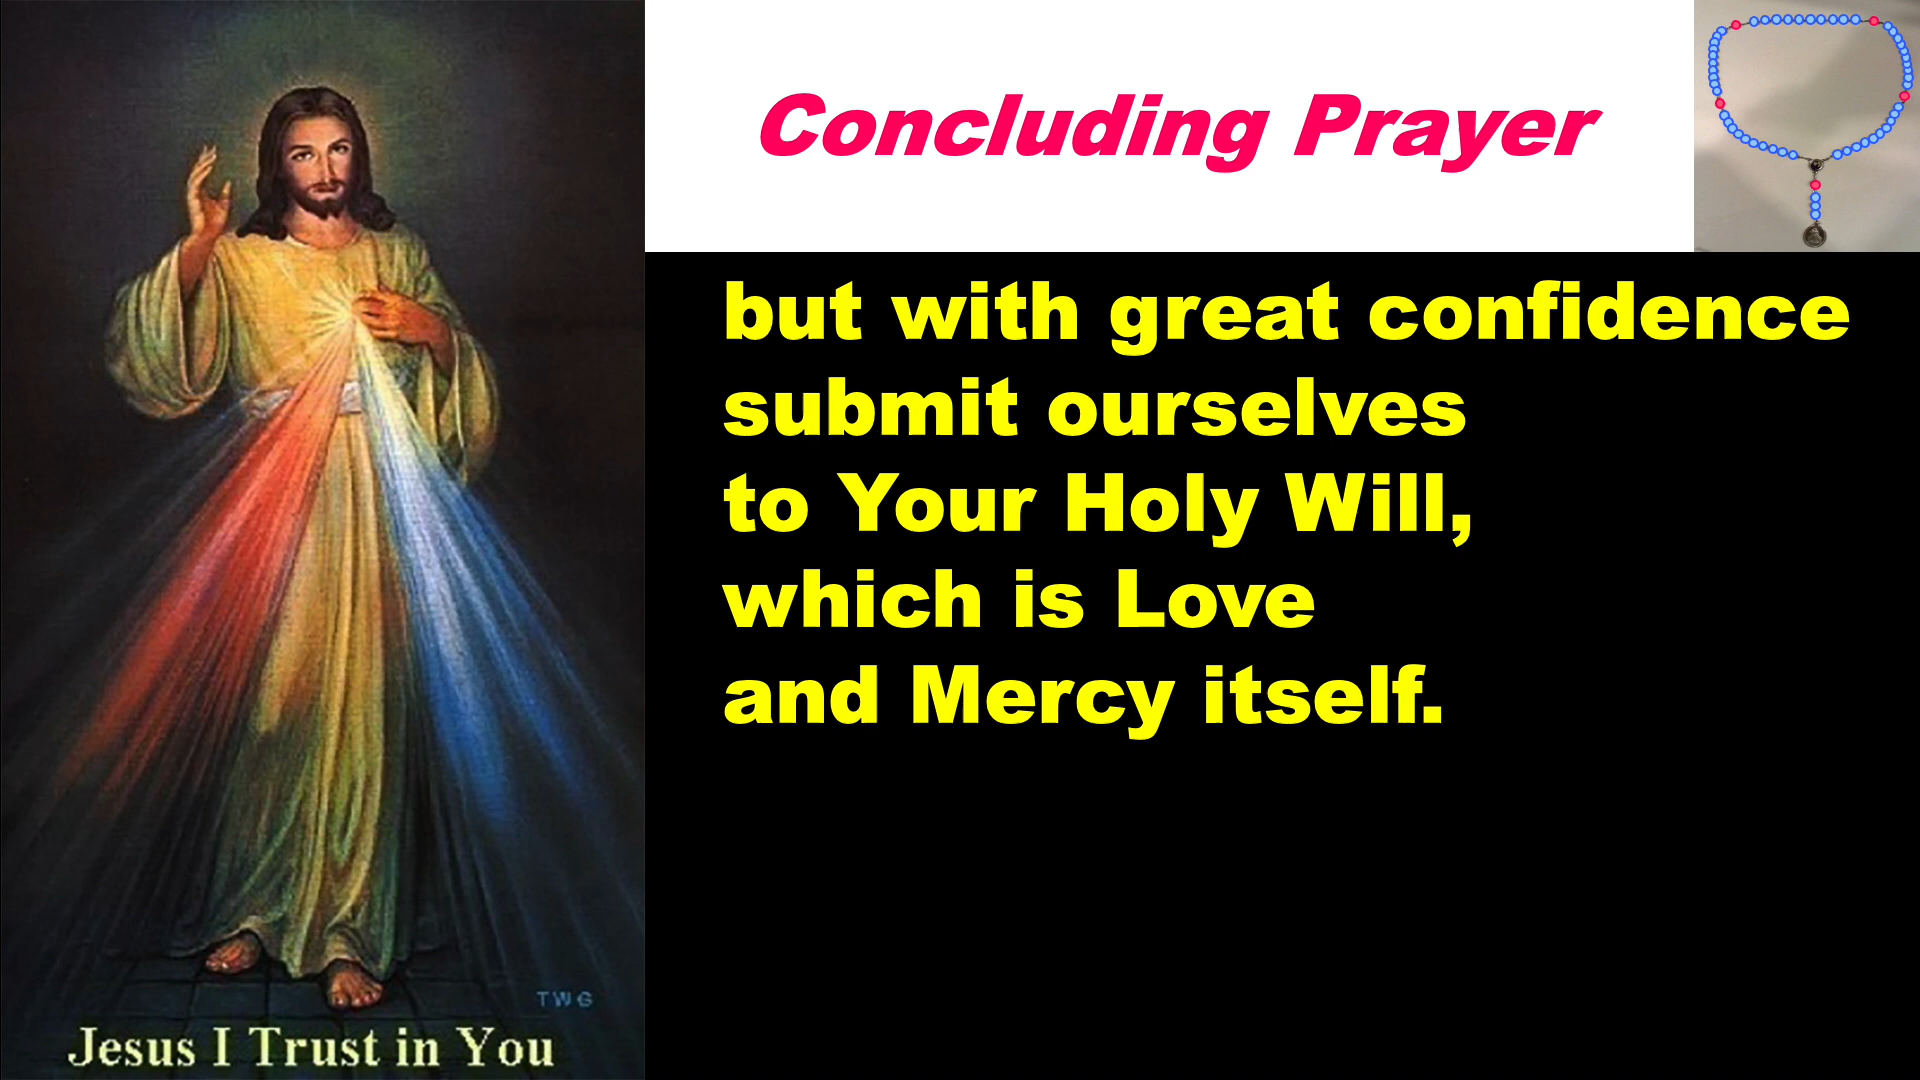 Concluding Prayer
but with great confidence
submit ourselves
to Your Holy Will,
which is Love
and Mercy itself.
TWG
Jesus I Trust in You